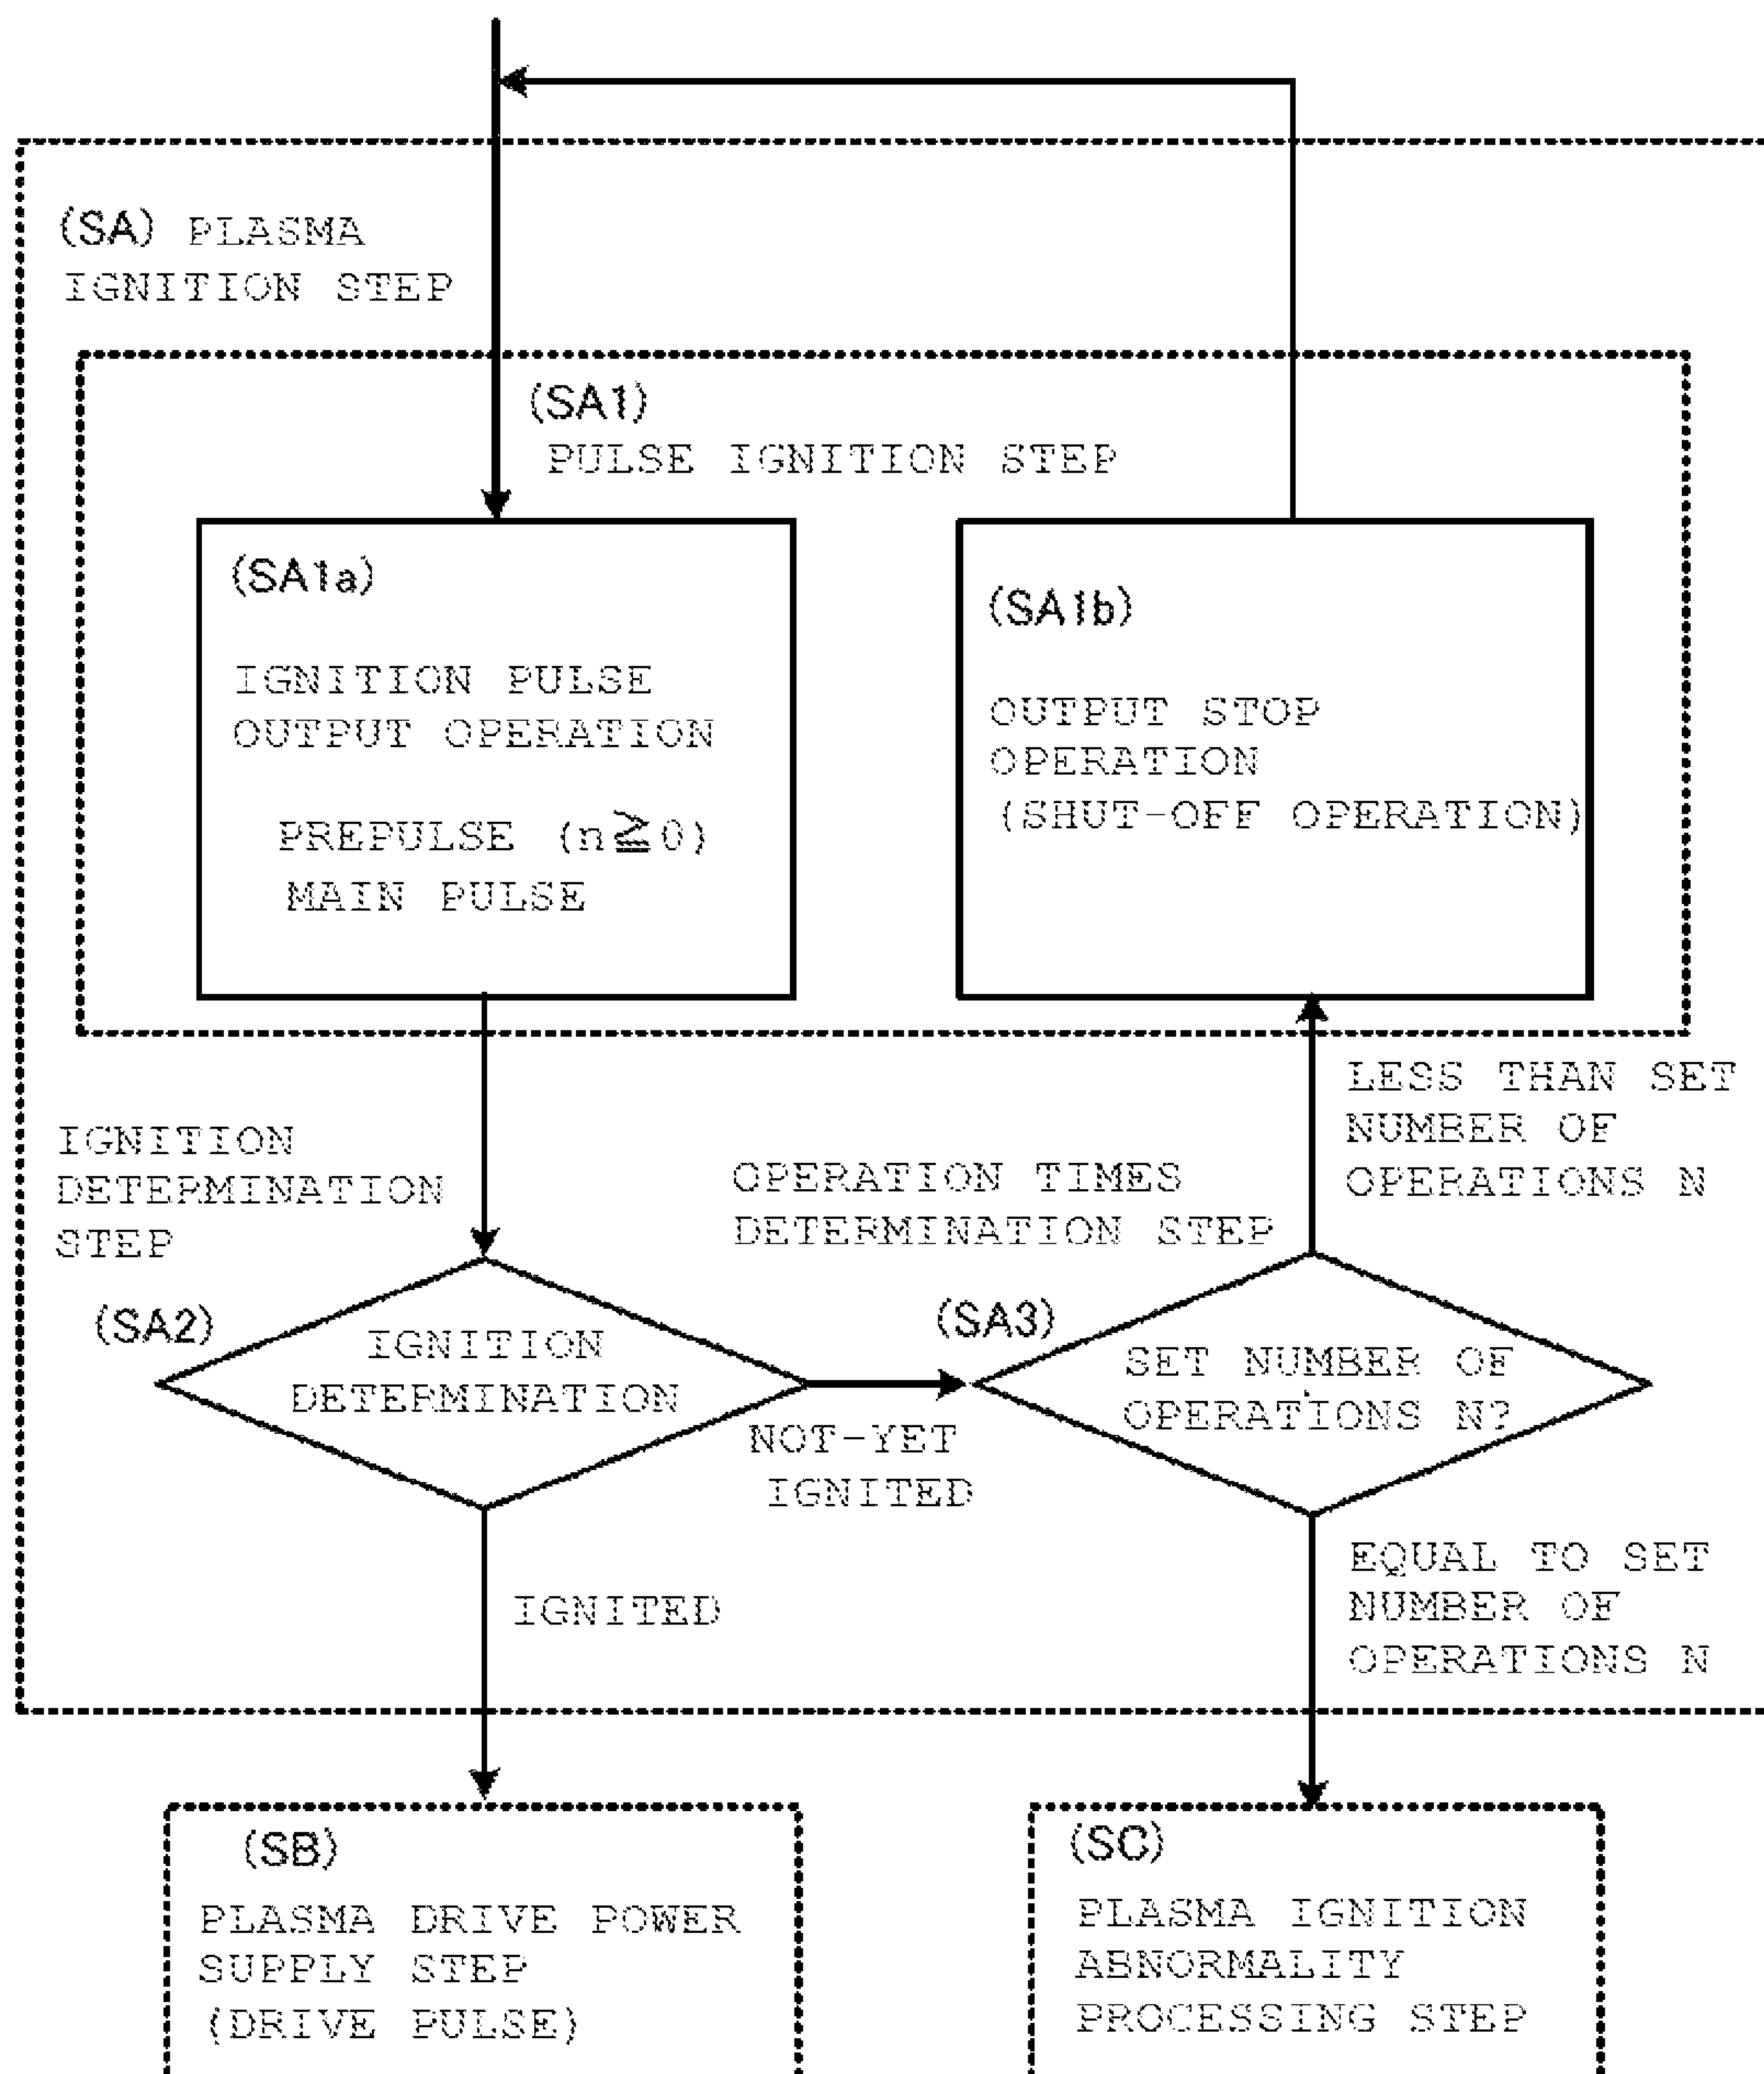 (SA) PLASMA
IGNITION STEP
(SA1)
PULSE IGNITION STEP
(SA1a)
IGNITION PULSE
OUTPUT OPERATION
PREPULSE (n≧0)
MAIN PULSE
(SA1b)
OUTPUT STOP
OPERATION
(SHUT-OFF OPERATION)
LESS THAN SET
NUMBER OF
OPERATIONS N
IGNITION
DETERMINATION
STEP
OPERATION TIMES
DETERMINATION STEP
(SA2)
IGNITION
DETERMINATION
(SA3)
SET NUMBER OF
OPERATIONS N?
NOT-YET
IGNITED
IGNITED
EQUAL TO SET
NUMBER OF
OPERATIONS N
(SB)
PLASMA DRIVE POWER
SUPPLY STEP
(DRIVE PULSE)
(SC)
PLASMA IGNITION
ABNORMALITY
PROCESSING STEP